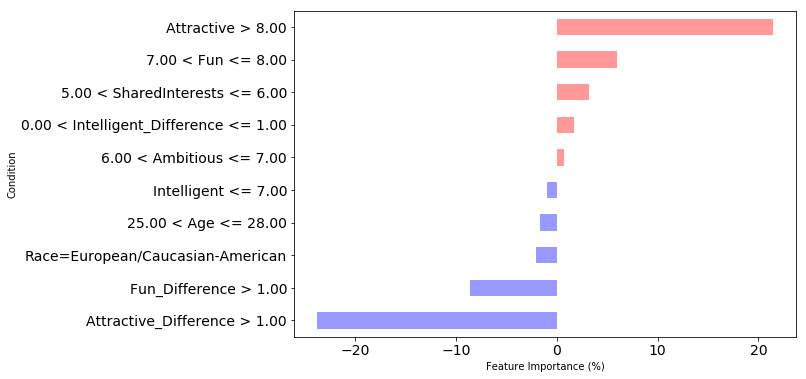 Attractive > 8.00
7.00 < Fun <= 8.00
5.00 < SharedInterests <= 6.00
0.00 < Intelligent_Difference <= 1.00
6.00 < Ambitious <= 7.00
Intelligent <= 7.00
25.00 < Age <= 28.00
Race=European/Caucasian-American
Fun_Difference > 1.00
Attractive_Difference > 1.00
Condition
−20 −10 0 10 20
Feature Importance (%)